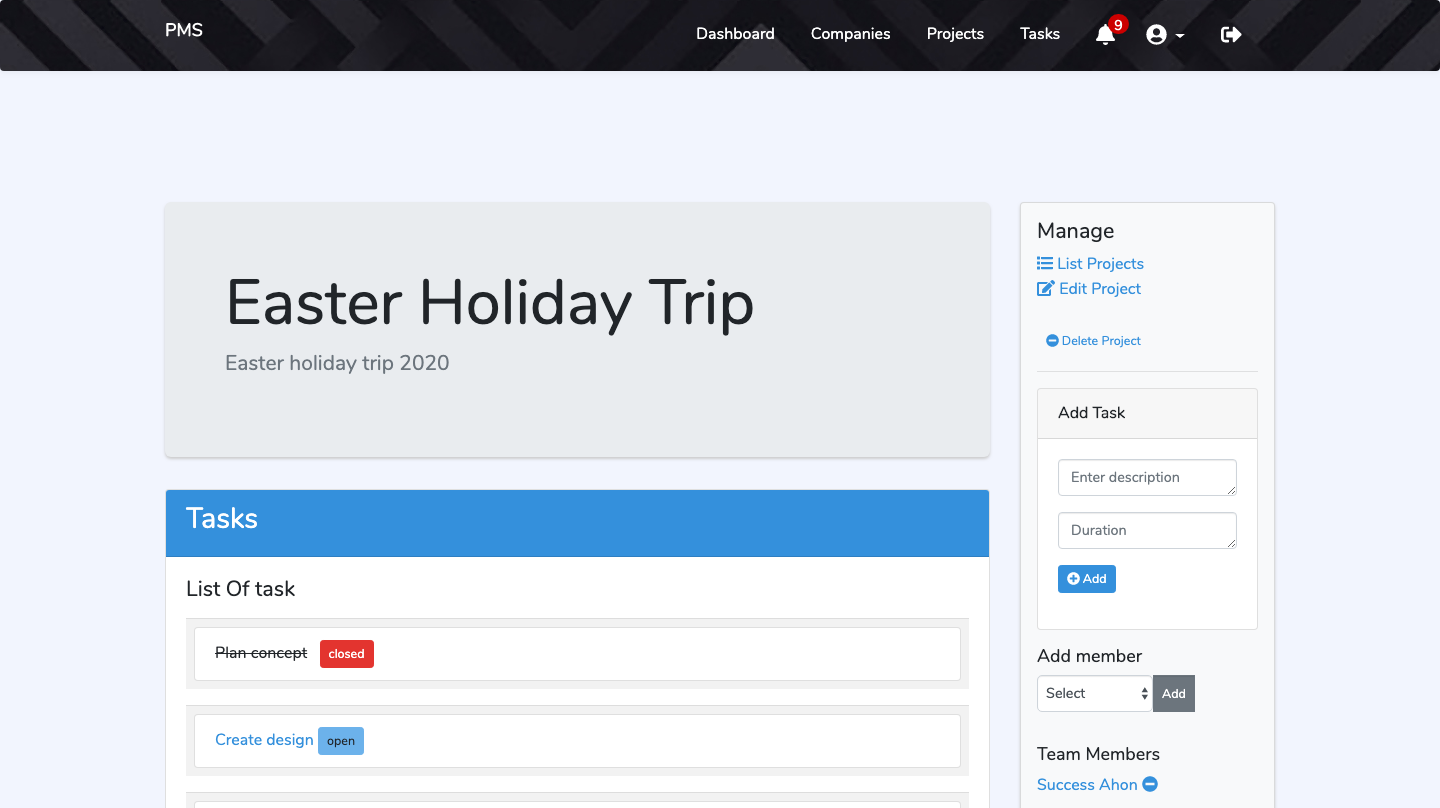 PMS
Dashboard Companies Projects Tasks 9
Easter Holiday Trip
Easter holiday trip 2020
Tasks
List Of task
Plan concept closed
Create design open
Manage
List Projects
Edit Project
Delete Project
Add Task
Enter description
Duration
Add
Add member
Select Add
Team Members
Success Ahon